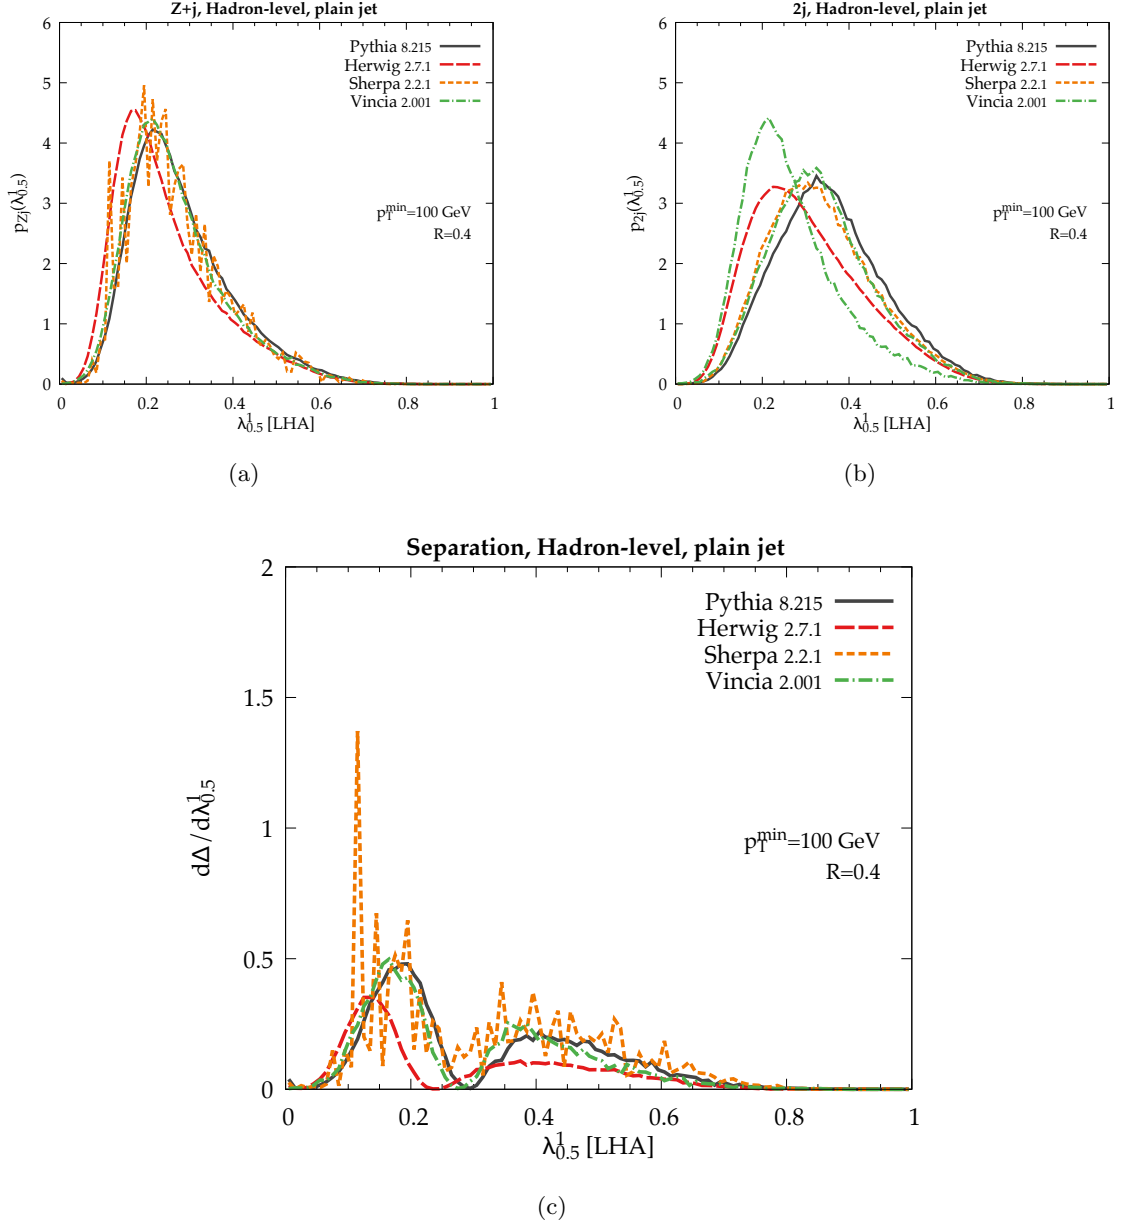 Z+j, Hadron-level, plain jet
6
5
4
3
2
1
0
p_Zj(λ^1_0.5)
Pythia 8.215
Herwig 2.7.1
Sherpa 2.2.1
Vincia 2.001
p_T^min=100 GeV
R=0.4
0 0.2 0.4 0.6 0.8 1
λ^1_0.5 [LHA]
(a)
2j, Hadron-level, plain jet
6
5
4
3
2
1
0
p_2j(λ^1_0.5)
Pythia 8.215
Herwig 2.7.1
Sherpa 2.2.1
Vincia 2.001
p_T^min=100 GeV
R=0.4
0 0.2 0.4 0.6 0.8 1
λ^1_0.5 [LHA]
(b)
Separation, Hadron-level, plain jet
2
1.5
1
0.5
0
dΔ/dλ^1_0.5
Pythia 8.215
Herwig 2.7.1
Sherpa 2.2.1
Vincia 2.001
p_T^min=100 GeV
R=0.4
0 0.2 0.4 0.6 0.8 1
λ^1_0.5 [LHA]
(c)